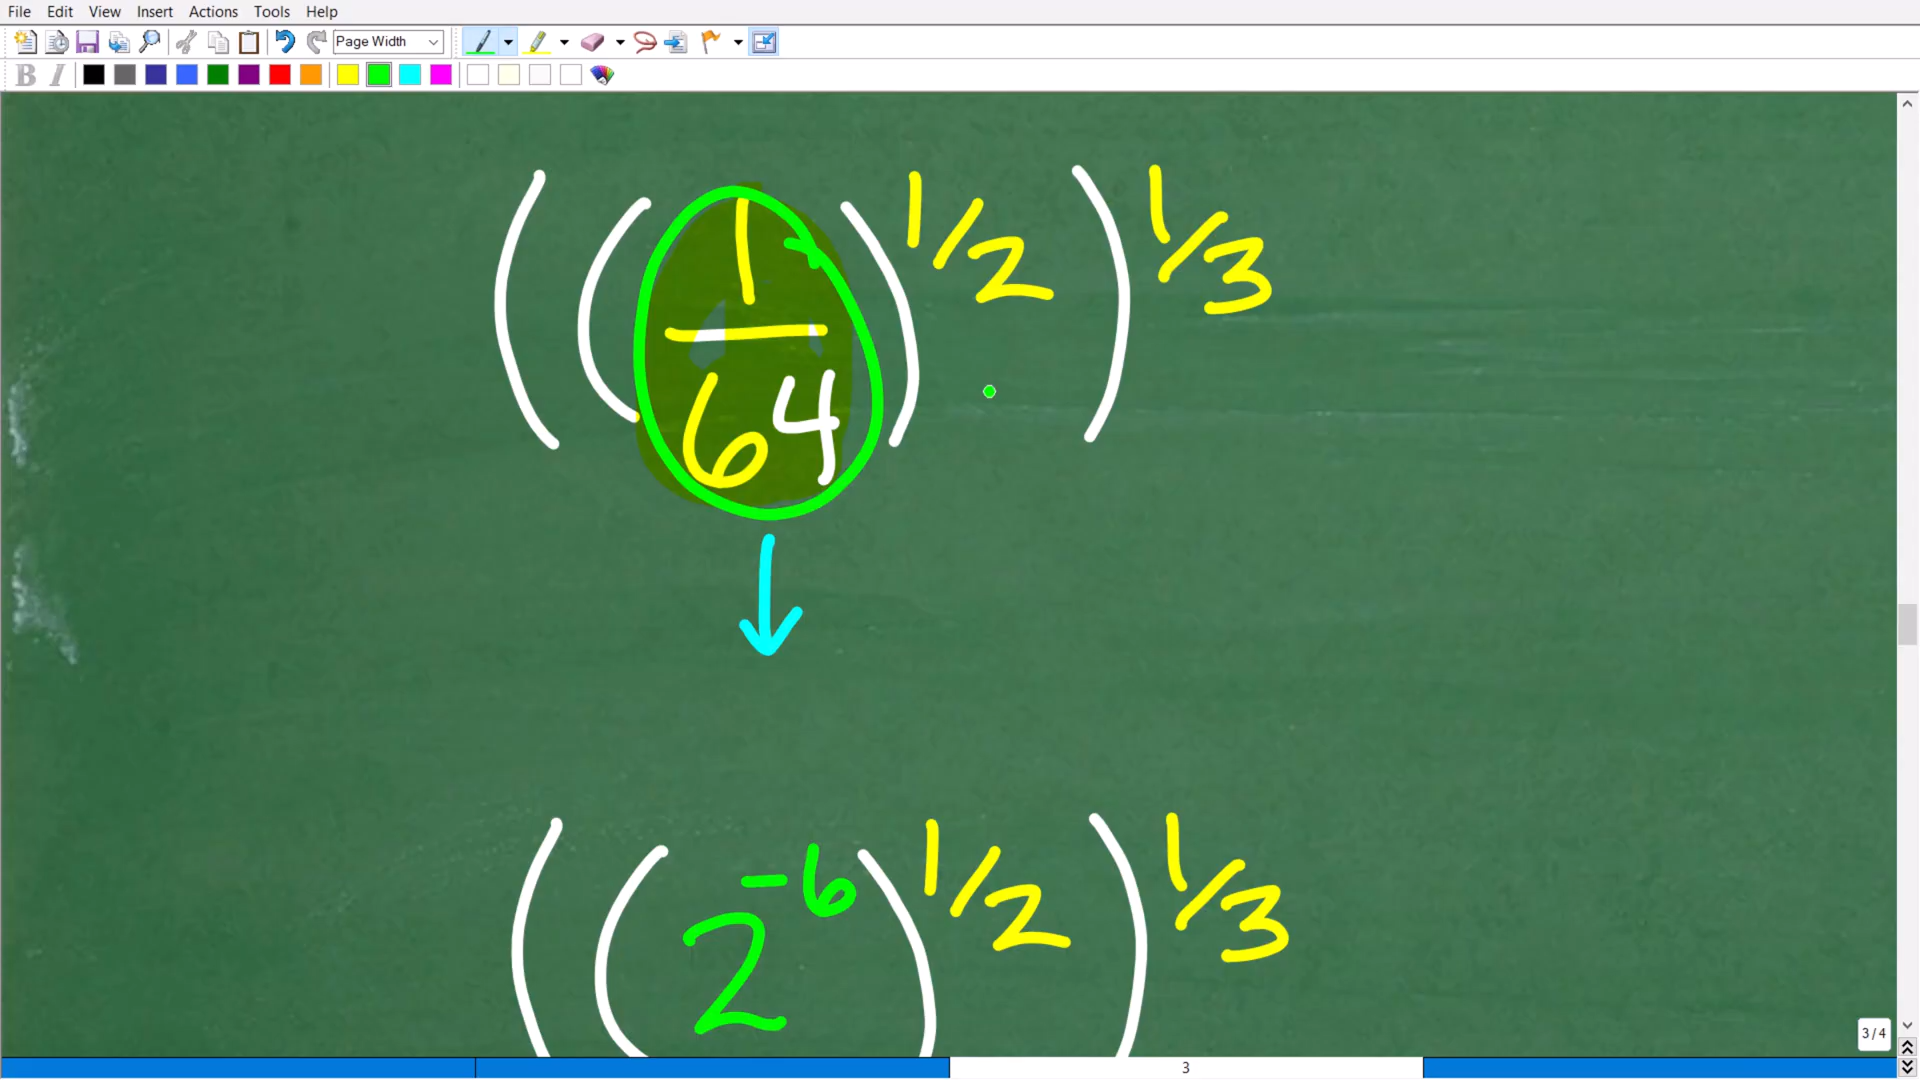 File Edit View Insert Actions Tools Help
Page Width
B I
((1/64)^1/2)^1/3
((2^-6)^1/2)^1/3
3/4
3